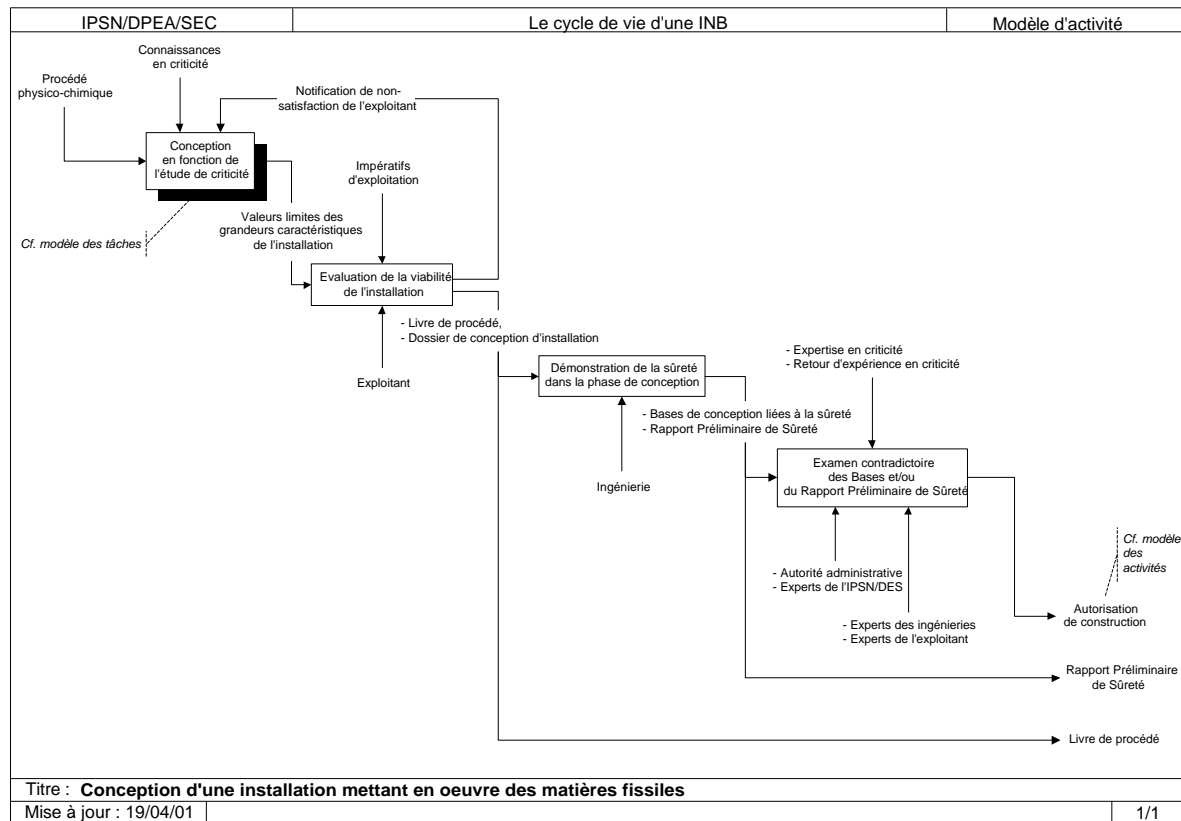 IPSN/DPEA/SEC
Le cycle de vie d'une INB
Modèle d'activité
Connaissances
en criticité
Procédé
physico-chimique
Notification de non-
satisfaction de l'exploitant
Conception
en fonction de
l'étude de criticité
Impératifs
d'exploitation
Valeurs limites des
grandeurs caractéristiques
de l'installation
Cf. modèle des tâches
Evaluation de la viabilité
de l'installation
- Livre de procédé,
- Dossier de conception d'installation
Exploitant
Démonstration de la sûreté
dans la phase de conception
- Expertise en criticité
- Retour d'expérience en criticité
- Bases de conception liées à la sûreté
- Rapport Préliminaire de Sûreté
Ingénierie
Examen contradictoire
des Bases et/ou
du Rapport Préliminaire de Sûreté
Cf. modèle
des
activités
- Autorité administrative
- Experts de l'IPSN/DES
- Experts des ingénieries
- Experts de l'exploitant
Autorisation
de construction
Rapport Préliminaire
de Sûreté
Livre de procédé
Titre : Conception d'une installation mettant en oeuvre des matières fissiles
Mise à jour : 19/04/01
1/1